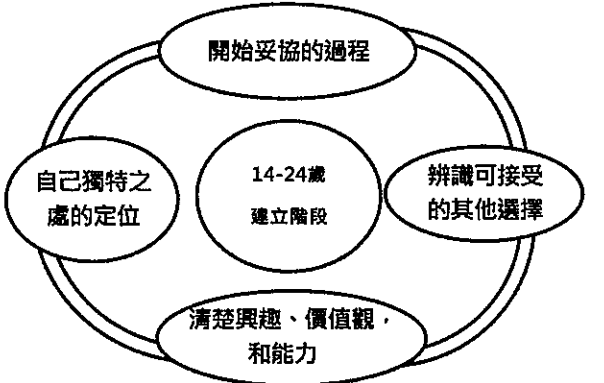 開始妥協的過程
自己獨特之
處的定位
14-24歲
建立階段
辨識可接受
的其他選擇
清楚興趣、價值觀，
和能力